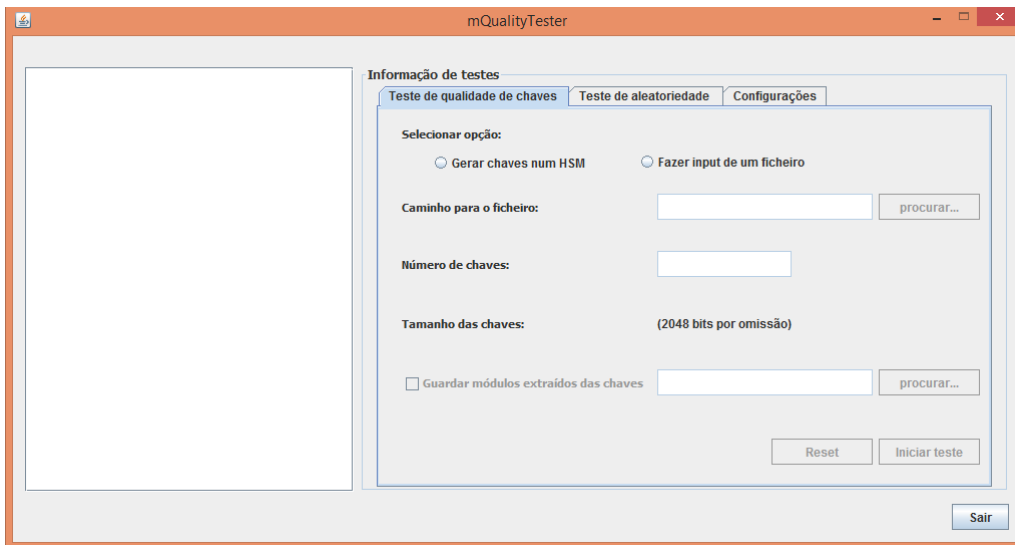 mQualityTester
Informação de testes
Teste de qualidade de chaves Teste de aleatoriedade Configurações
Selecionar opção:
Gerar chaves num HSM Fazer input de um ficheiro
Caminho para o ficheiro: procurar...
Número de chaves:
Tamanho das chaves: (2048 bits por omissão)
Guardar módulos extraídos das chaves procurar...
Reset Iniciar teste
Sair